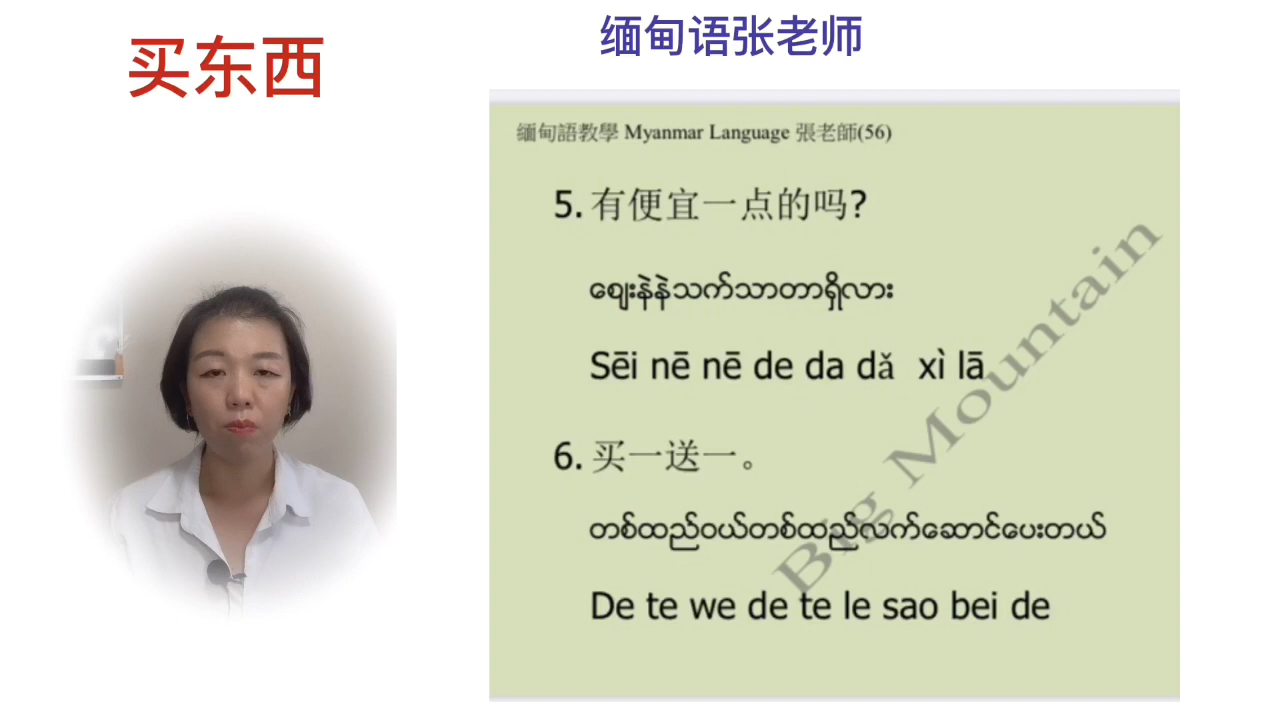 买东西
缅甸语张老师
缅甸語教學 Myanmar Language 張老師(56)
5. 有便宜一点的吗?
ဈေးနဲနဲသက်သာတာရှိလား
Sēi nē nē de da dǎ xì lā
6. 买一送一。
တစ်ထည်ဝယ်တစ်ထည်လက်ဆောင်ပေးတယ်
De te we de te le sao bei de
Big Mountain